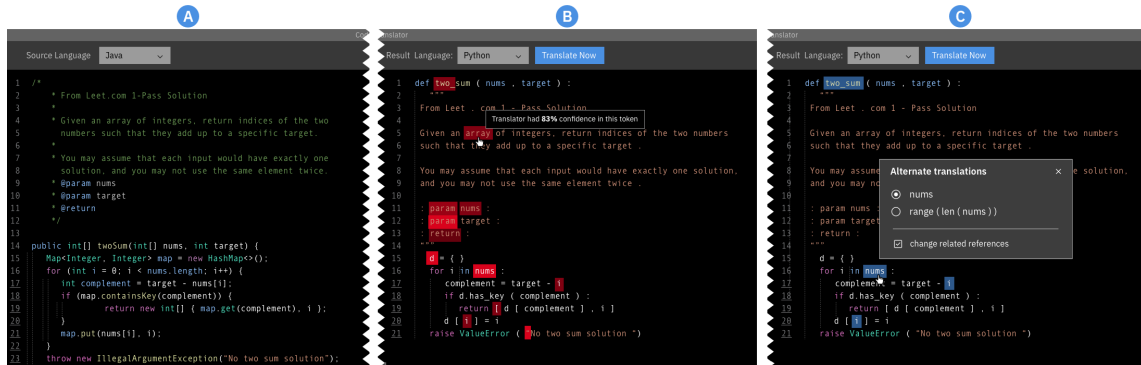 A
B
C
Co
Source Language Java
1 /*
2 * From Leet.com 1-Pass Solution
3 *
4 * Given an array of integers, return indices of the two
5 numbers such that they add up to a specific target.
6 *
7 * You may assume that each input would have exactly one
8 solution, and you may not use the same element twice.
9 * @param nums
10 * @param target
11 * @return
12 */
13
14 public int[] twoSum(int[] nums, int target) {
15 Map<Integer, Integer> map = new HashMap<>();
16 for (int i = 0; i < nums.length; i++) {
17 int complement = target - nums[i];
18 if (map.containsKey(complement)) {
19 return new int[] { map.get(complement), i };
20 }
21 map.put(nums[i], i);
22 }
23 throw new IllegalArgumentException("No two sum solution");
nslator
Result Language: Python Translate Now
1 def two_sum ( nums , target ) :
2 """
3 From Leet . com 1 - Pass Solution
4 Translator had 83% confidence in this token
5 Given an array of integers, return indices of the two numbers
6 such that they add up to a specific target .
7
8 You may assume that each input would have exactly one solution,
9 and you may not use the same element twice .
10
11 : param nums :
12 : param target :
13 : return :
14 """
15 d = { }
16 for i in nums :
17 complement = target - i
18 if d.has_key ( complement ) :
19 return [ d [ complement ] , i ]
20 d [ i ] = i
21 raise ValueError ( "No two sum solution ")
nslator
Result Language: Python Translate Now
1 def two_sum ( nums , target ) :
2 """
3 From Leet . com 1 - Pass Solution
4
5 Given an array of integers, return indices of the two numbers
6 such that they add up to a specific target .
7
8 You may assume e solution,
9 and you may no
10
11 : param nums :
12 : param target
13 : return :
14 """
15 d = { }
16 for i in nums :
17 complement = target - i
18 if d.has_key ( complement ) :
19 return [ d [ complement ] , i ]
20 d [ i ] = i
21 raise ValueError ( "No two sum solution ")
Alternate translations ×
nums
range ( len ( nums ) )
change related references